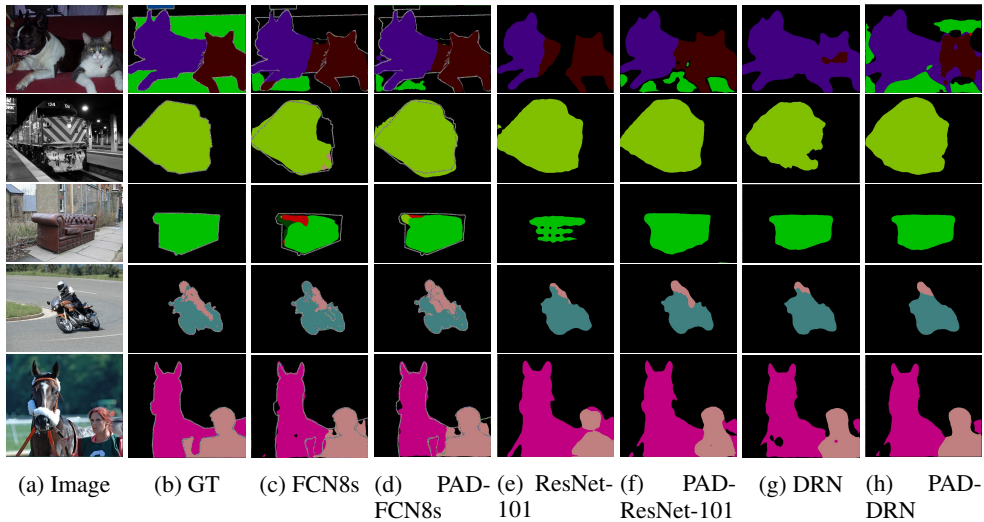 (a) Image (b) GT (c) FCN8s (d) PAD- (e) ResNet- (f) PAD- (g) DRN (h) PAD-
FCN8s 101 ResNet-101 DRN